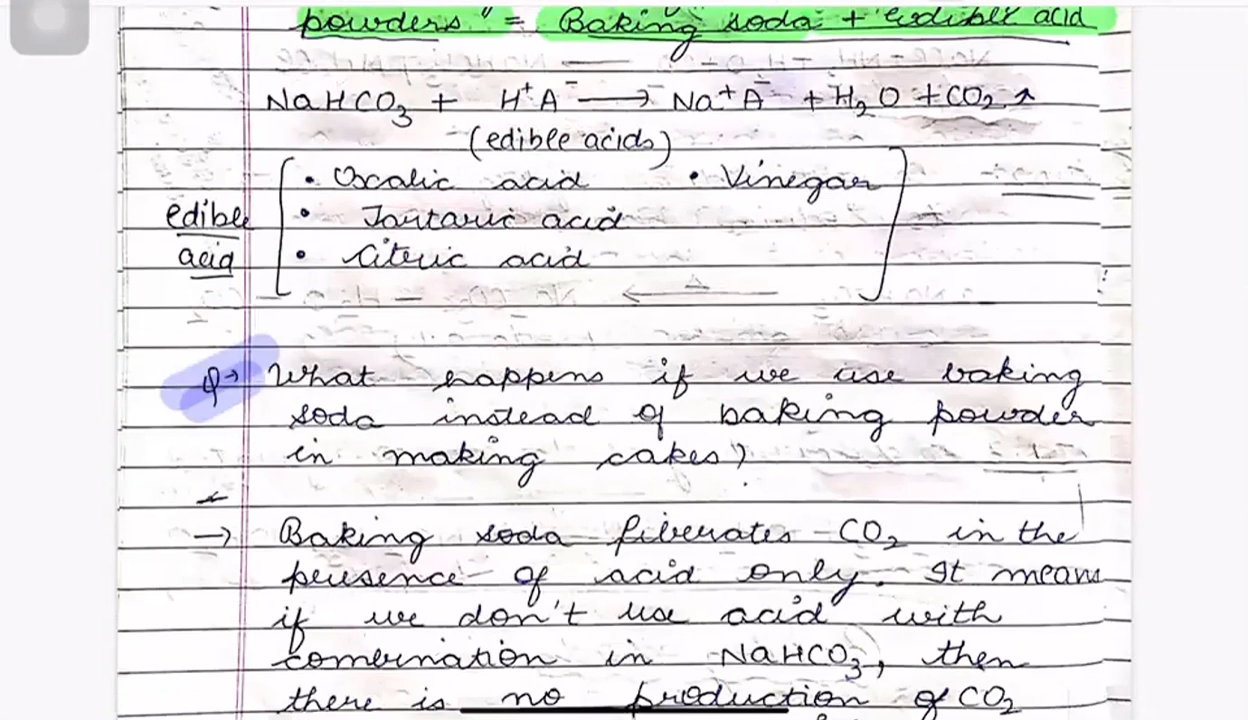 powders" = Baking soda + edible acid
NaHCO₃ + H⁺A⁻ → Na⁺A⁻ + H₂O + CO₂ ↑
(edible acids)
• Oxalic acid • Vinegar
edible • Tartaric acid
acid • Citeric acid
Q→ What happens if we use baking
soda instead of baking powder
in making cakes?
→ Baking soda liberates CO₂ in the
presence of acid only. It means
if we don't use acid with
combination in NaHCO₃, then
there is no production of CO₂